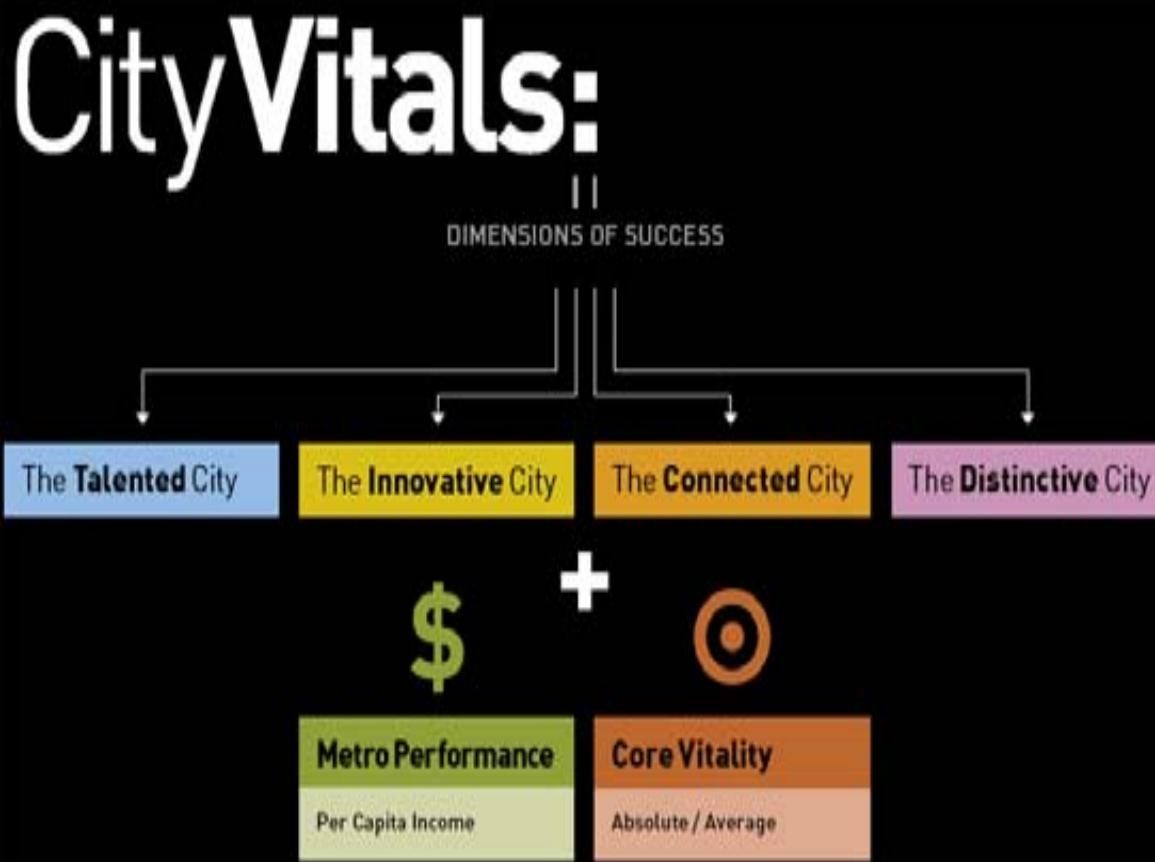 CityVitals:
DIMENSIONS OF SUCCESS
The Talented City
The Innovative City
The Connected City
The Distinctive City
+
$
Metro Performance
Core Vitality
Per Capita Income
Absolute / Average